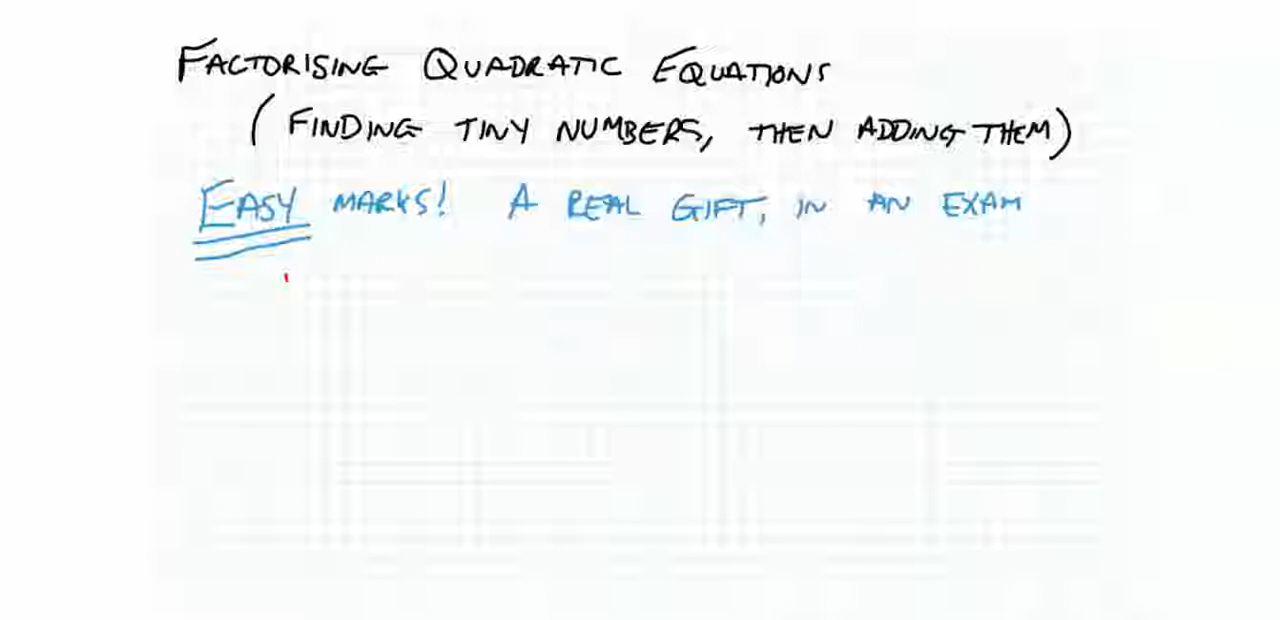 FACTORISING QUADRATIC EQUATIONS
(FINDING TINY NUMBERS, THEN ADDING THEM)
EASY MARKS! A REAL GIFT, IN AN EXAM